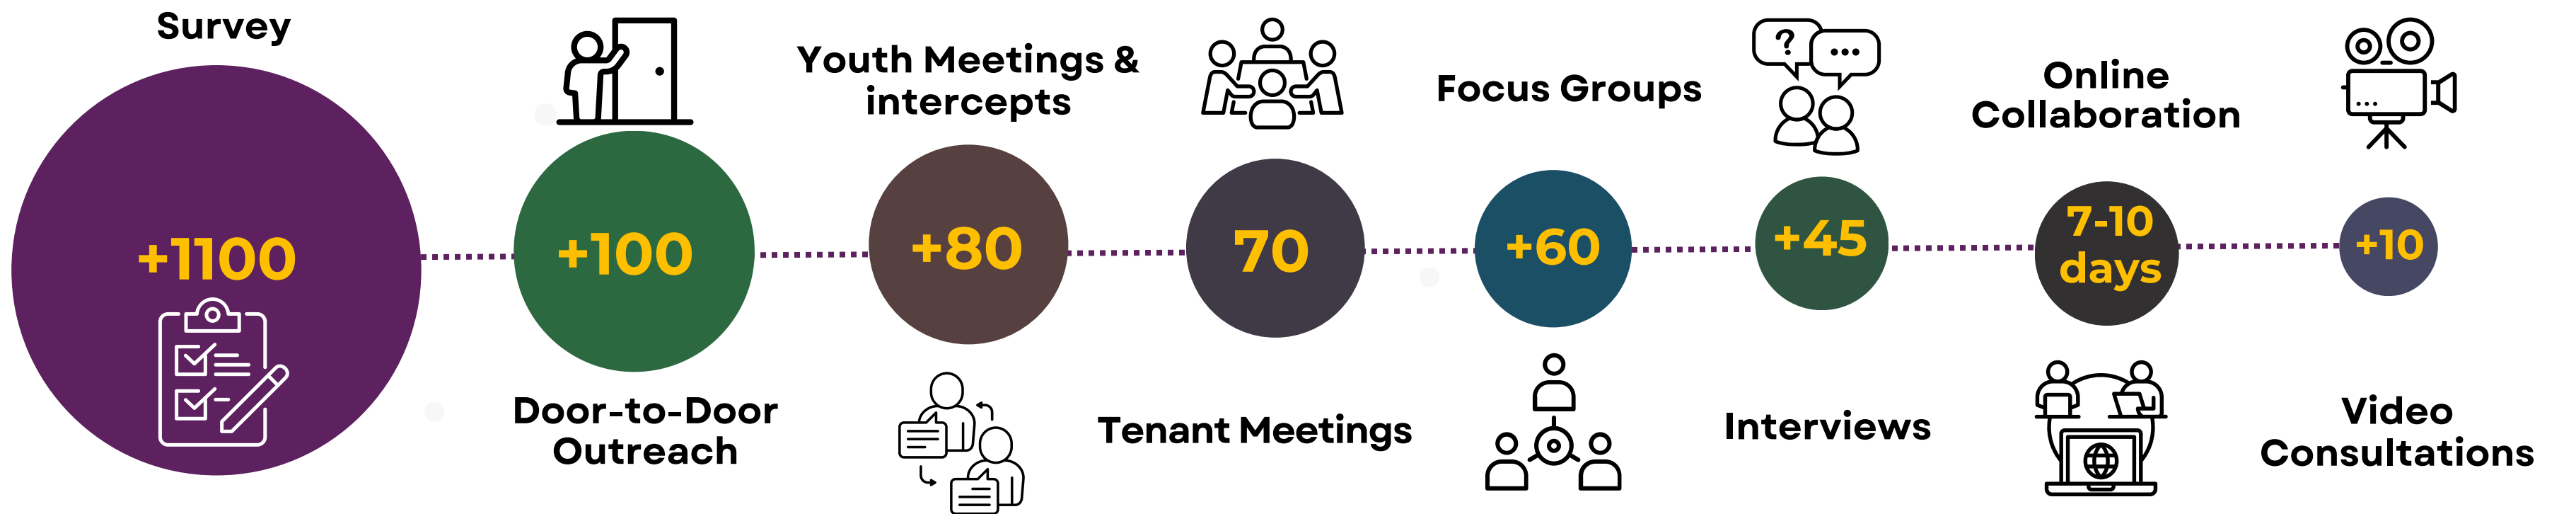 Survey
+1100
+100
Door-to-Door
Outreach
Youth Meetings &
intercepts
+80
70
Tenant Meetings
Focus Groups
+60
?
...
+45
Interviews
Online
Collaboration
7-10
days
+10
Video
Consultations